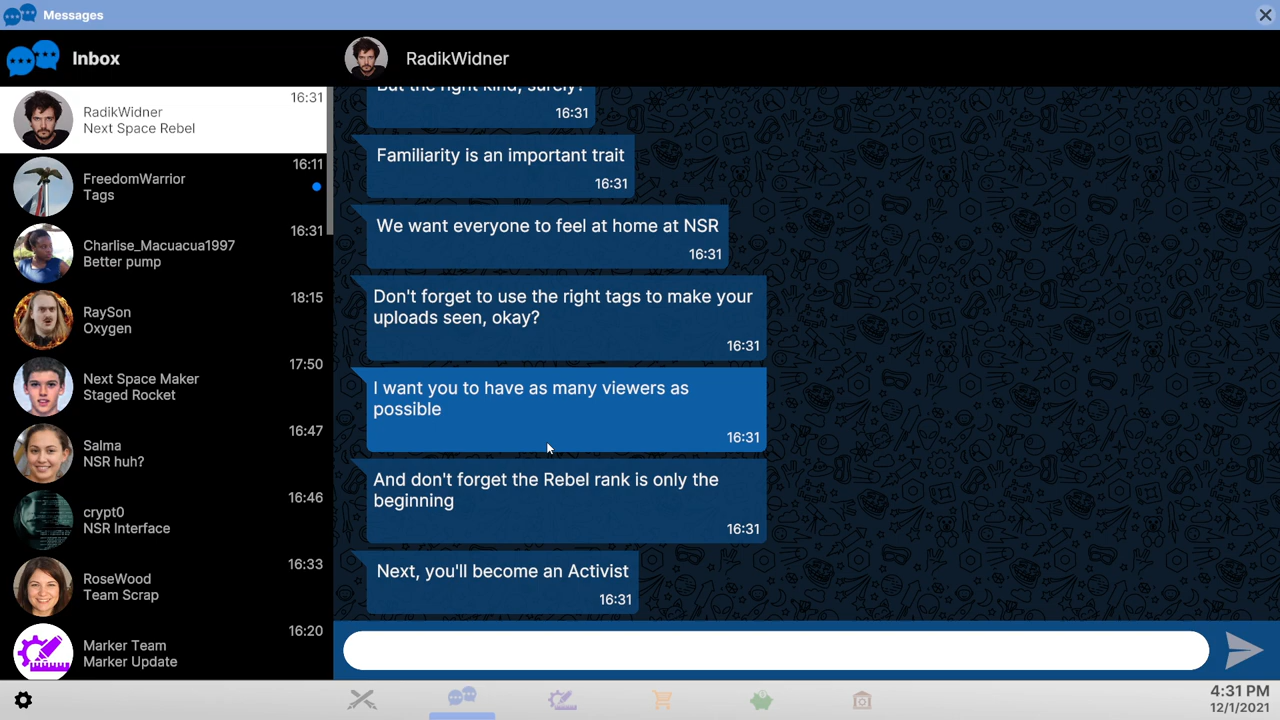 Messages
Inbox
RadikWidner
RadikWidner
Next Space Rebel
16:31
FreedomWarrior
Tags
16:11
Charlise_Macuacua1997
Better pump
16:31
RaySon
Oxygen
18:15
Next Space Maker
Staged Rocket
17:50
Salma
NSR huh?
16:47
crypt0
NSR Interface
16:46
RoseWood
Team Scrap
16:33
Marker Team
Marker Update
16:20
But the right kind, surely?
16:31
Familiarity is an important trait
16:31
We want everyone to feel at home at NSR
16:31
Don't forget to use the right tags to make your
uploads seen, okay?
16:31
I want you to have as many viewers as
possible
16:31
And don't forget the Rebel rank is only the
beginning
16:31
Next, you'll become an Activist
16:31
4:31 PM
12/1/2021